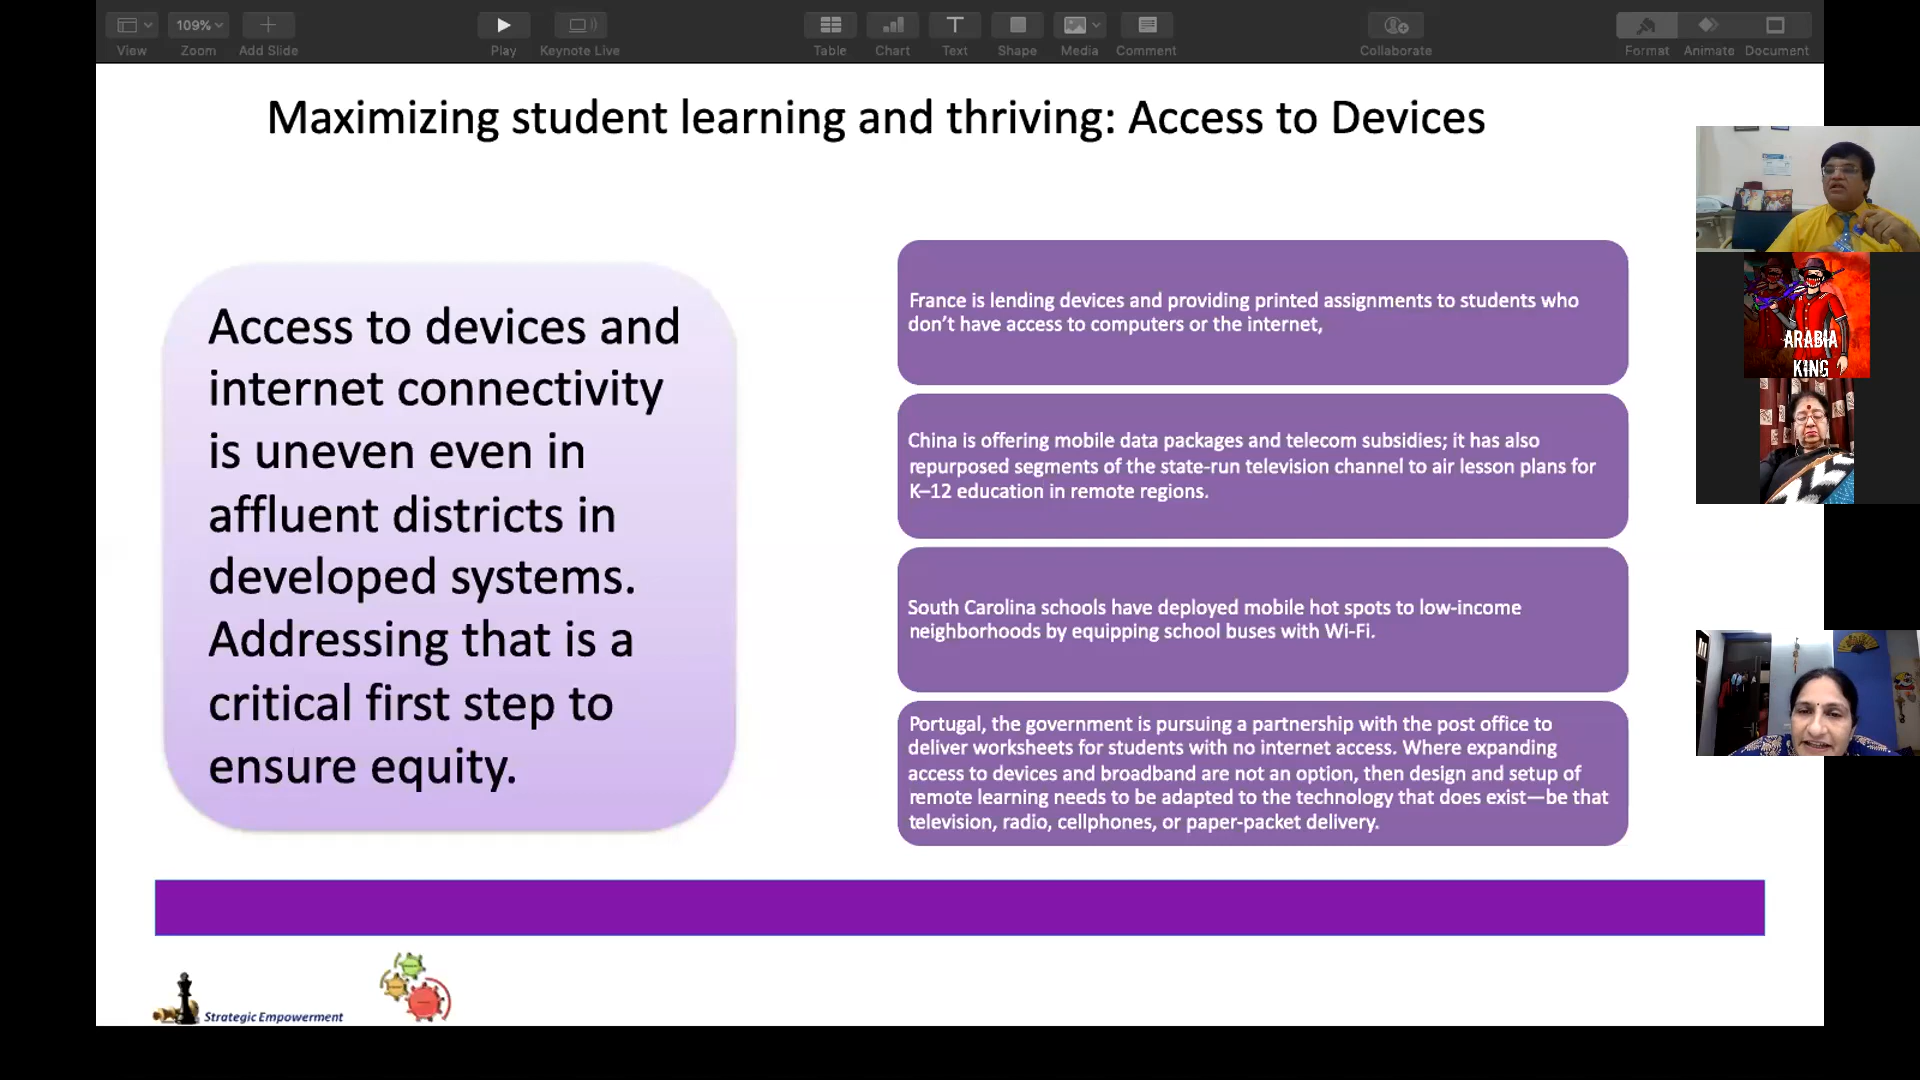 109%
View
Zoom
Add Slide
Play
Keynote Live
Table
Chart
Text
Shape
Media
Comment
Collaborate
Format
Animate
Document
Maximizing student learning and thriving: Access to Devices
Access to devices and
internet connectivity
is uneven even in
affluent districts in
developed systems.
Addressing that is a
critical first step to
ensure equity.
France is lending devices and providing printed assignments to students who
don't have access to computers or the internet,
China is offering mobile data packages and telecom subsidies; it has also
repurposed segments of the state-run television channel to air lesson plans for
K–12 education in remote regions.
South Carolina schools have deployed mobile hot spots to low-income
neighborhoods by equipping school buses with Wi-Fi.
Portugal, the government is pursuing a partnership with the post office to
deliver worksheets for students with no internet access. Where expanding
access to devices and broadband are not an option, then design and setup of
remote learning needs to be adapted to the technology that does exist—be that
television, radio, cellphones, or paper-packet delivery.
ARABIA
KING
Strategic Empowerment